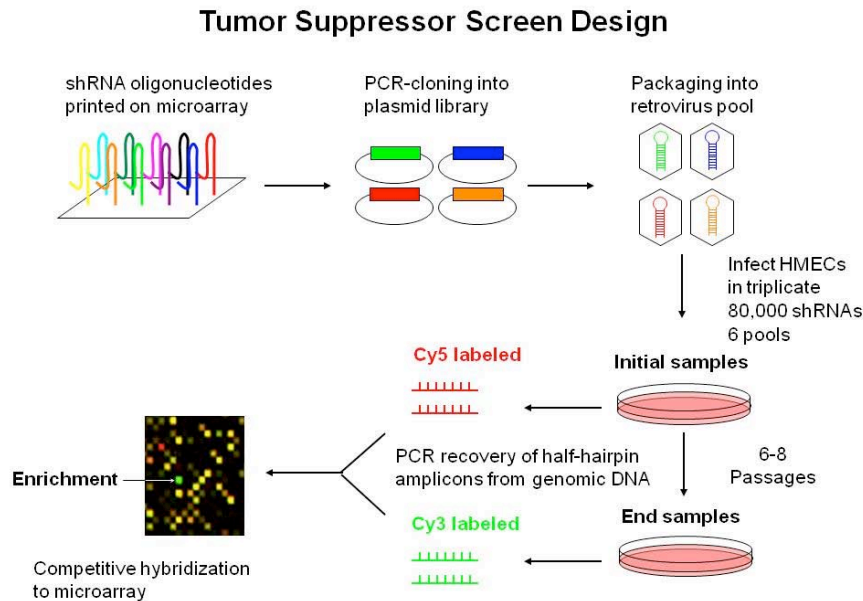 Tumor Suppressor Screen Design
shRNA oligonucleotides
printed on microarray
PCR-cloning into
plasmid library
Packaging into
retrovirus pool
Infect HMECs
in triplicate
80,000 shRNAs
6 pools
Cy5 labeled
Initial samples
Enrichment
PCR recovery of half-hairpin
amplicons from genomic DNA
6-8
Passages
Cy3 labeled
End samples
Competitive hybridization
to microarray